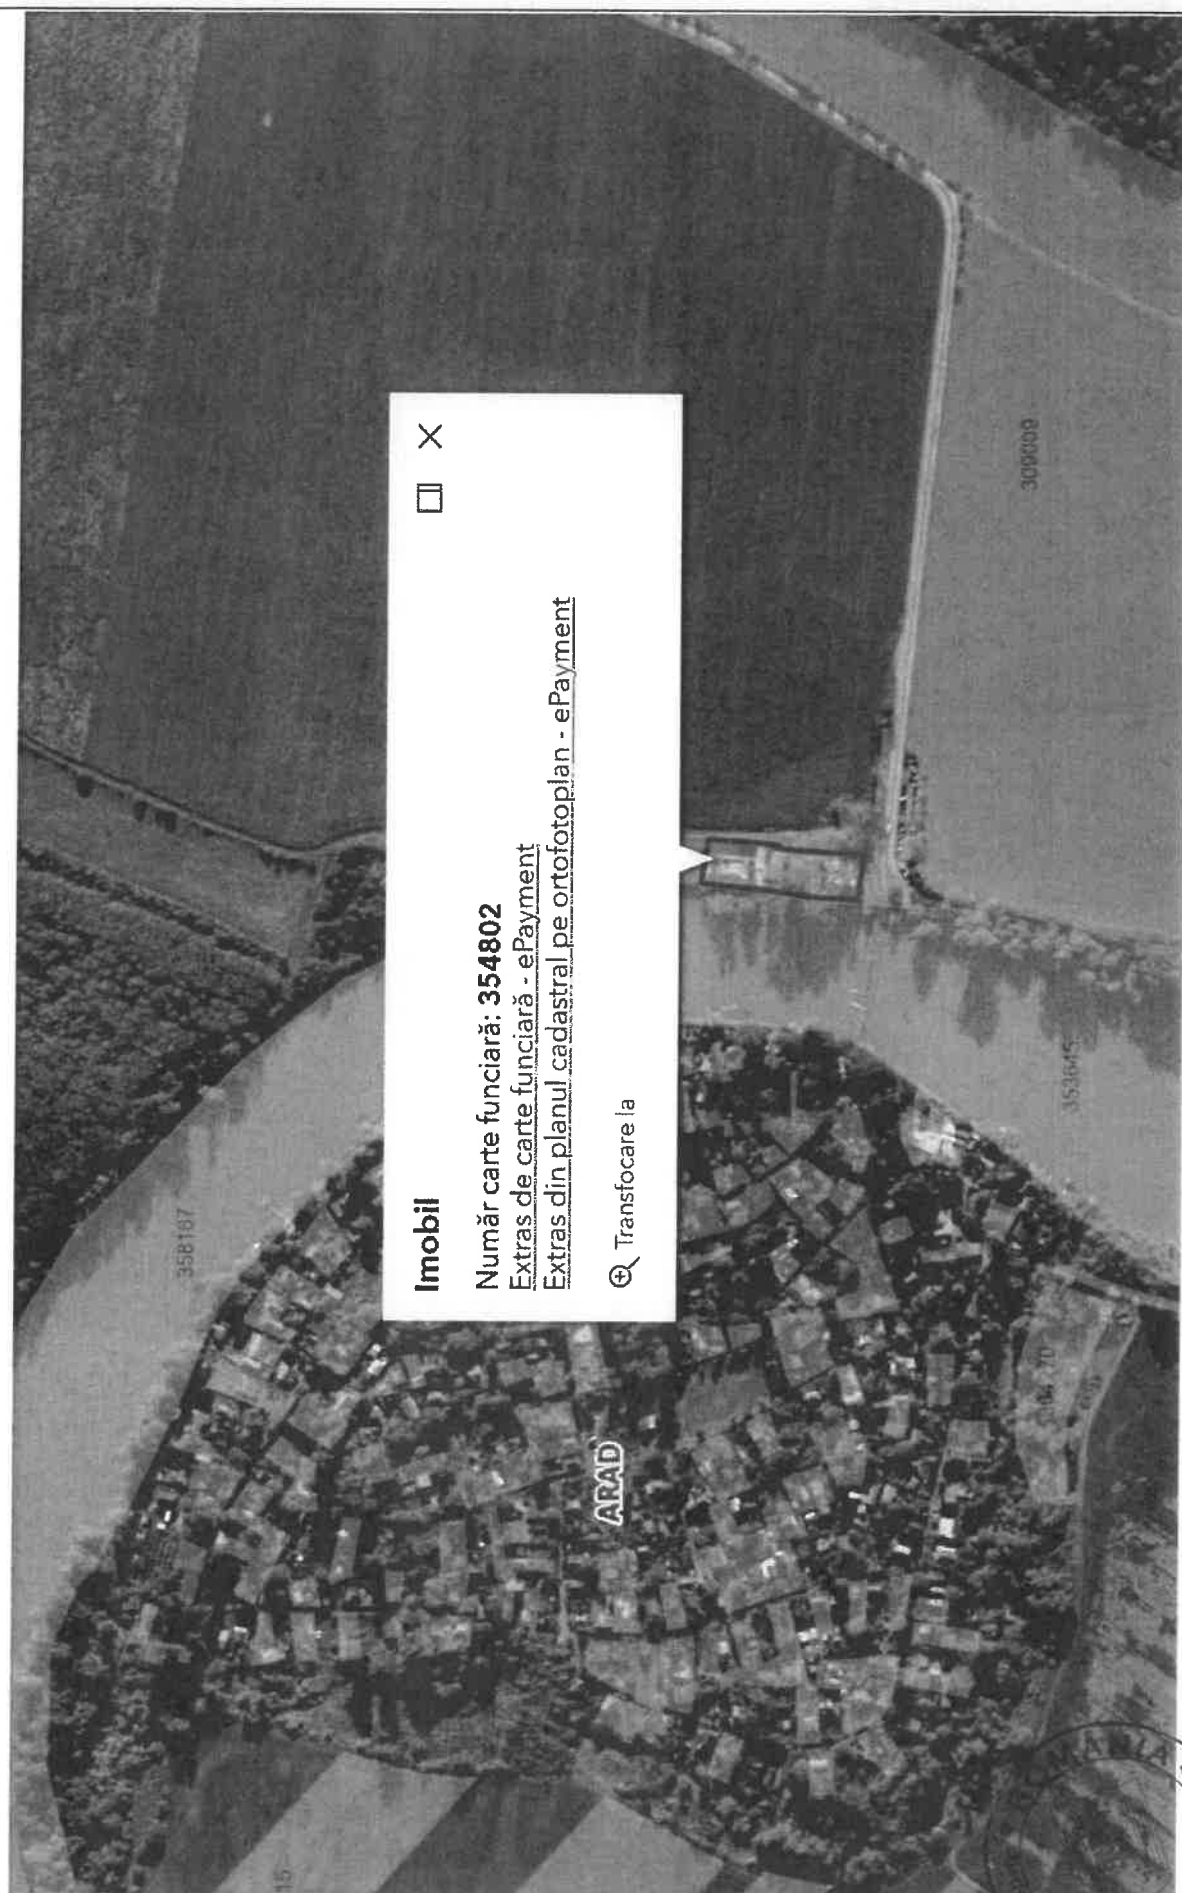 Imobil
Număr carte funciară: 354802
Extras de carte funciară - ePayment
Extras din planul cadastral pe ortofotoplan - ePayment
Transfocare la
358187
ARAD
309009
353645